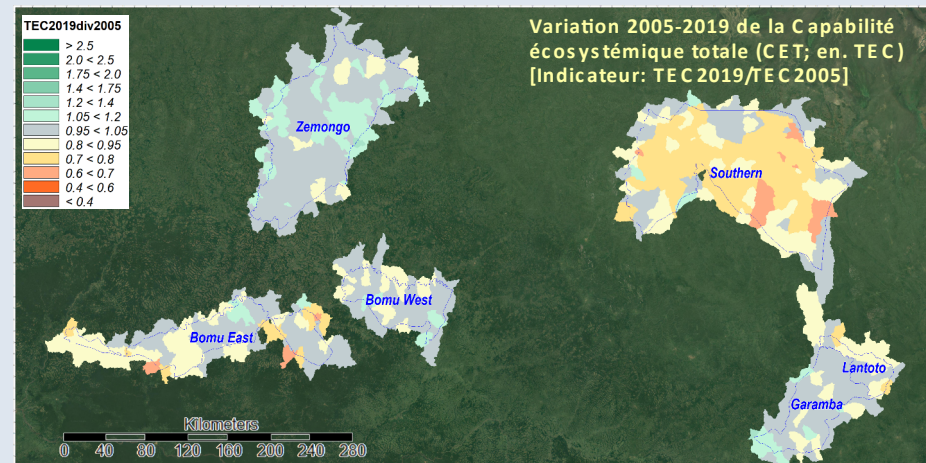 TEC2019div2005
> 2.5
2.0 < 2.5
1.75 < 2.0
1.4 < 1.75
1.2 < 1.4
1.05 < 1.2
0.95 < 1.05
0.8 < 0.95
0.7 < 0.8
0.6 < 0.7
0.4 < 0.6
< 0.4
Variation 2005-2019 de la Capabilité
écosystémique totale (CET; en. TEC)
[Indicateur: TEC2019/TEC2005]
Zemongo
Southern
Bomu West
Bomu East
Lantoto
Garamba
Kilometers
0 40 80 120 160 200 240 280